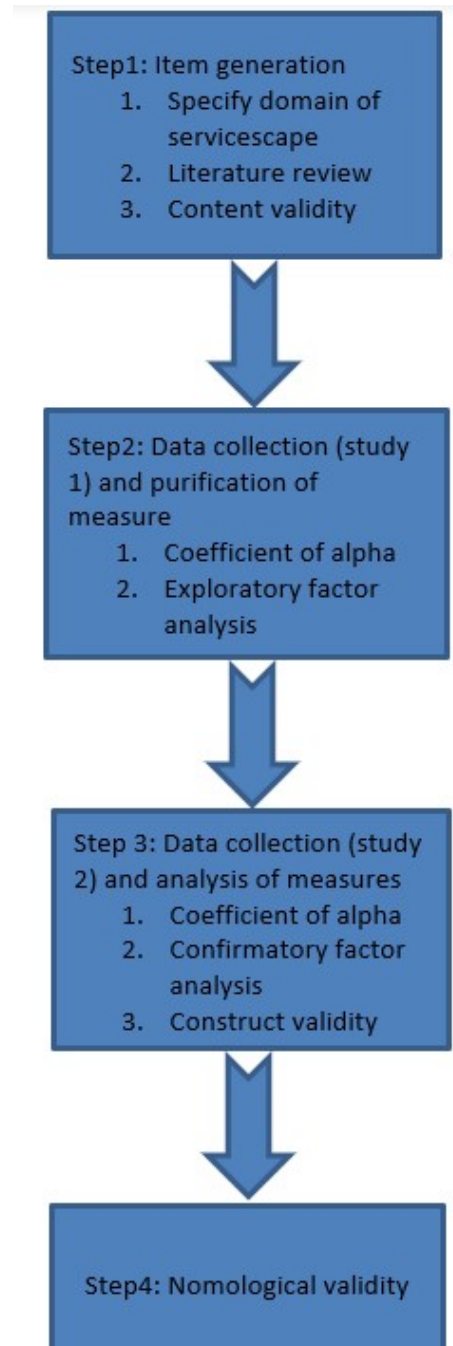 Step1: Item generation
1. Specify domain of
servicescape
2. Literature review
3. Content validity
Step2: Data collection (study
1) and purification of
measure
1. Coefficient of alpha
2. Exploratory factor
analysis
Step 3: Data collection (study
2) and analysis of measures
1. Coefficient of alpha
2. Confirmatory factor
analysis
3. Construct validity
Step4: Nomological validity